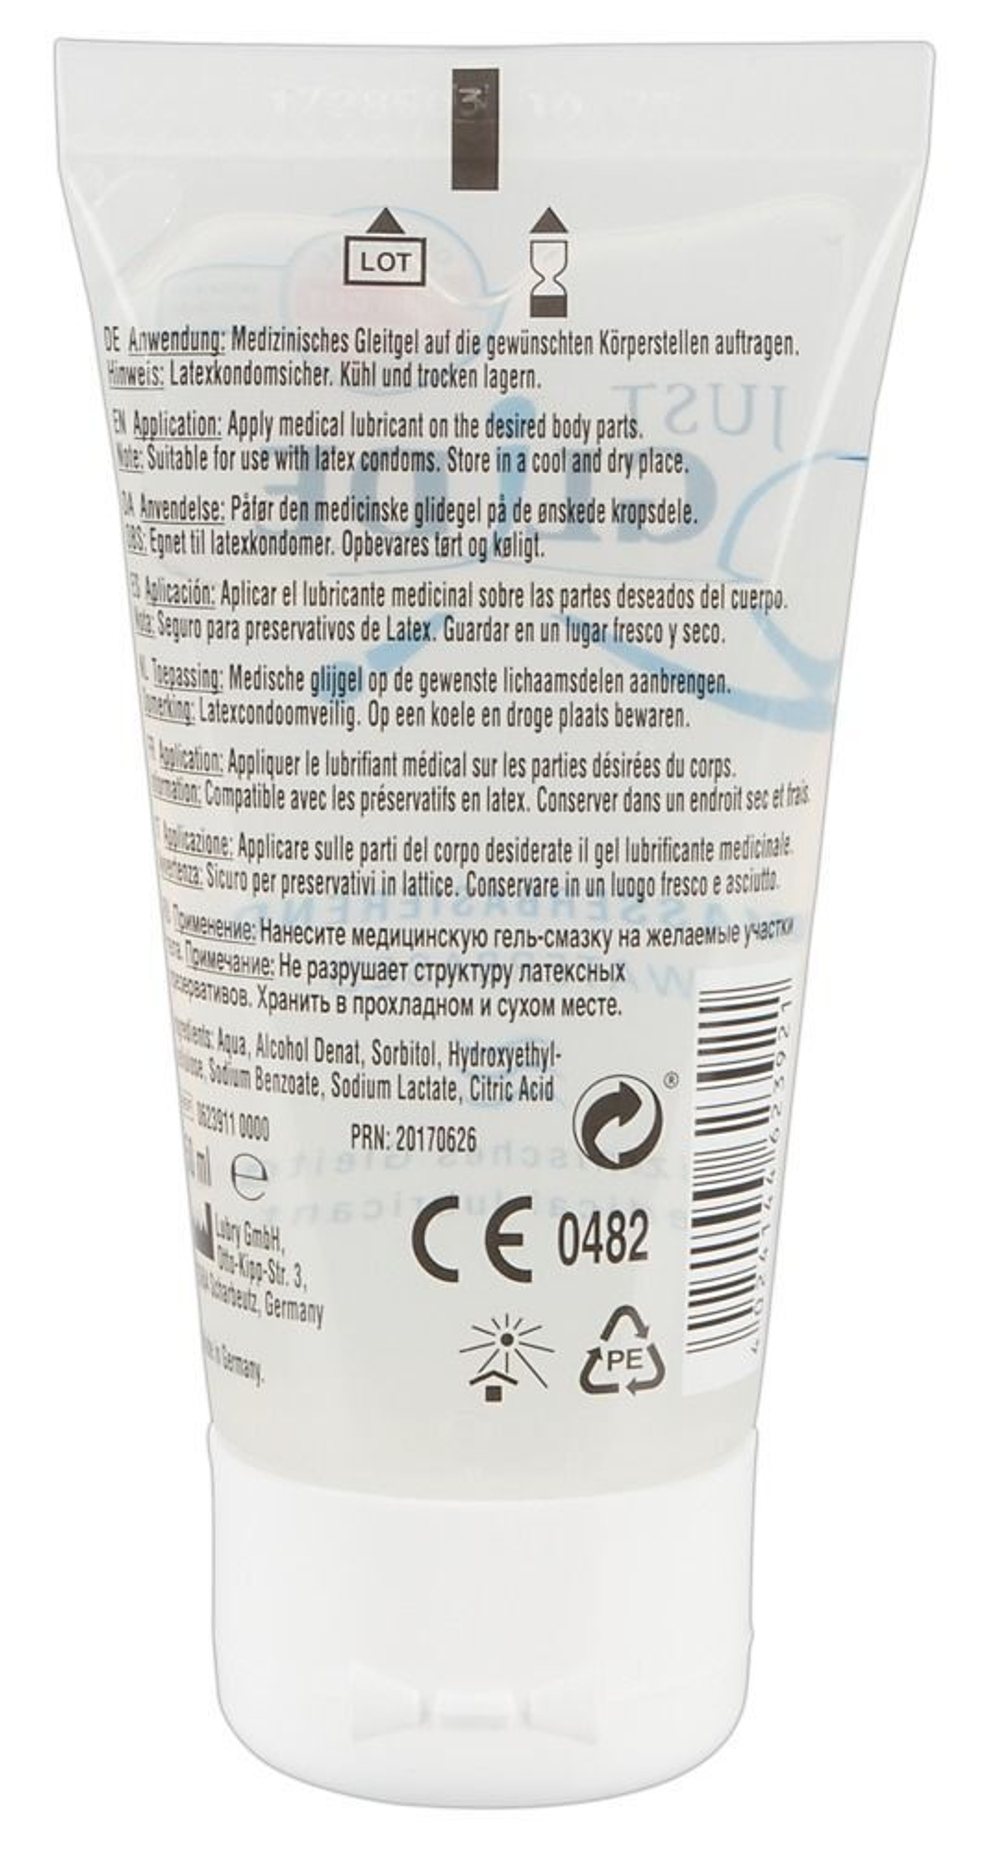 LOT
DE Anwendung: Medizinisches Gleitgel auf die gewünschten Körperstellen auftragen.
Hinweis: Latexkondomsicher. Kühl und trocken lagern.
EN Application: Apply medical lubricant on the desired body parts.
Note: Suitable for use with latex condoms. Store in a cool and dry place.
DA Anvendelse: Påfør den medicinske glidegel på de ønskede kropsdele.
OBS: Egnet til latexkondomer. Opbevares tørt og køligt.
ES Aplicación: Aplicar el lubricante medicinal sobre las partes deseados del cuerpo.
Nota: Seguro para preservativos de Latex. Guardar en un lugar fresco y seco.
NL Toepassing: Medische glijgel op de gewenste lichaamsdelen aanbrengen.
Latexcondoomveilig. Op een koele en droge plaats bewaren.
FR Application: Appliquer le lubrifiant médical sur les parties désirées du corps.
Compatible avec les préservatifs en latex. Conserver dans un endroit sec et frais.
Applicazione: Applicare sulle parti del corpo desiderate il gel lubrificante medicinale.
Sicuro per preservativi in lattice. Conservare in un luogo fresco e asciutto.
Применение: Нанесите медицинскую гель-смазку на желаемые участки
тела. Примечание: Не разрушает структуру латексных
Хранить в прохладном и сухом месте.
Aqua, Alcohol Denat, Sorbitol, Hydroxyethyl-
Sodium Benzoate, Sodium Lactate, Citric Acid
0623911 0000
PRN: 20170626
®
ml e
CE 0482
Lubry GmbH,
Otto-Kipp-Str. 3,
Scharbeutz, Germany
Germany.
PE
4024144623921
JUST
GLIDE
WASSERBASIEREND
WATERBASED